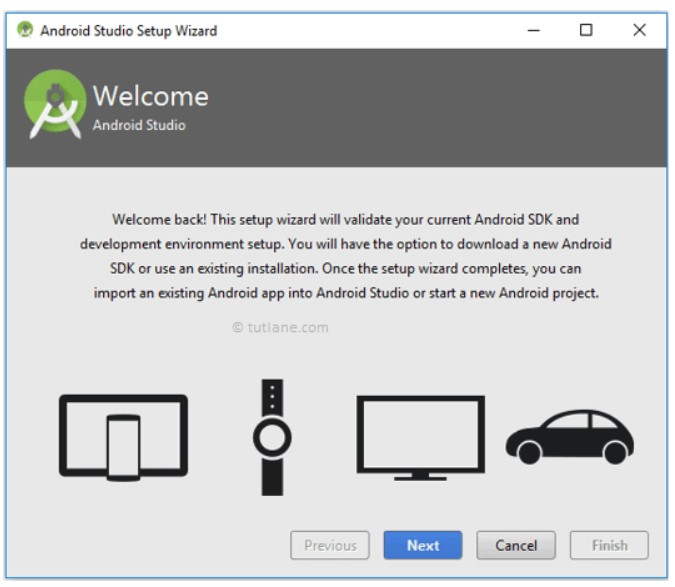 Android Studio Setup Wizard
Welcome
Android Studio
Welcome back! This setup wizard will validate your current Android SDK and
development environment setup. You will have the option to download a new Android
SDK or use an existing installation. Once the setup wizard completes, you can
import an existing Android app into Android Studio or start a new Android project.
© tutlane.com
Previous Next Cancel Finish